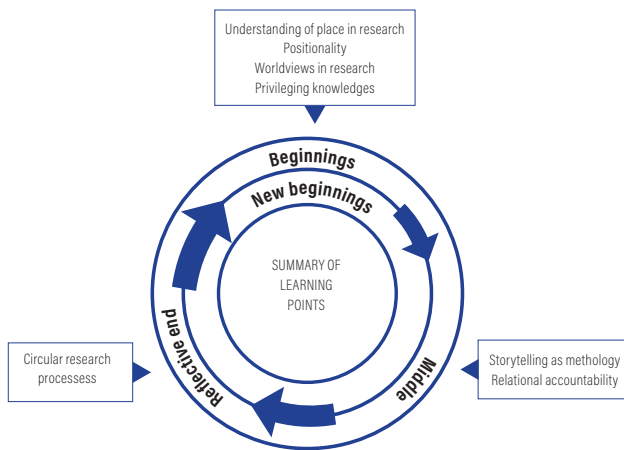 Understanding of place in research
Positionality
Worldviews in research
Privileging knowledges
Beginnings
New beginnings
SUMMARY OF
LEARNING
POINTS
Middle
Storytelling as methology
Relational accountability
Reflective end
Circular research
processess